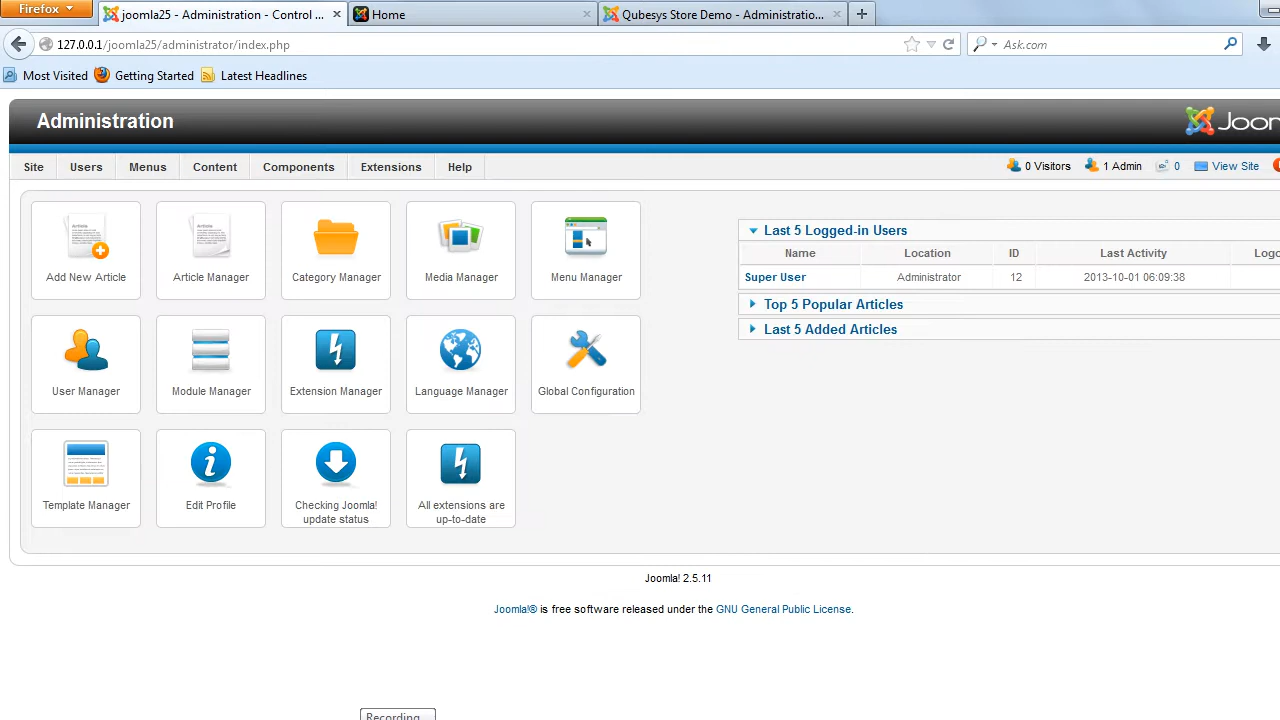 Firefox
joomla25 - Administration - Control ...
Home
Qubesys Store Demo - Administratio...
127.0.0.1/joomla25/administrator/index.php
Ask.com
Most Visited
Getting Started
Latest Headlines
Administration
Site
Users
Menus
Content
Components
Extensions
Help
0 Visitors
1 Admin
0
View Site
Add New Article
Article Manager
Category Manager
Media Manager
Menu Manager
User Manager
Module Manager
Extension Manager
Language Manager
Global Configuration
Template Manager
Edit Profile
Checking Joomla!
update status
All extensions are
up-to-date
Last 5 Logged-in Users
Name Location ID Last Activity Logo
Super User Administrator 12 2013-10-01 06:09:38
Top 5 Popular Articles
Last 5 Added Articles
Joomla! 2.5.11
Joomla!® is free software released under the GNU General Public License.
Recording